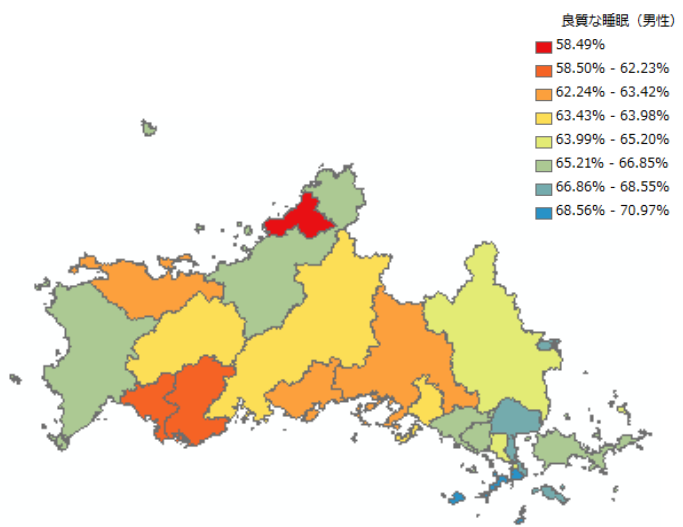 良質な睡眠（男性）
58.49%
58.50% - 62.23%
62.24% - 63.42%
63.43% - 63.98%
63.99% - 65.20%
65.21% - 66.85%
66.86% - 68.55%
68.56% - 70.97%